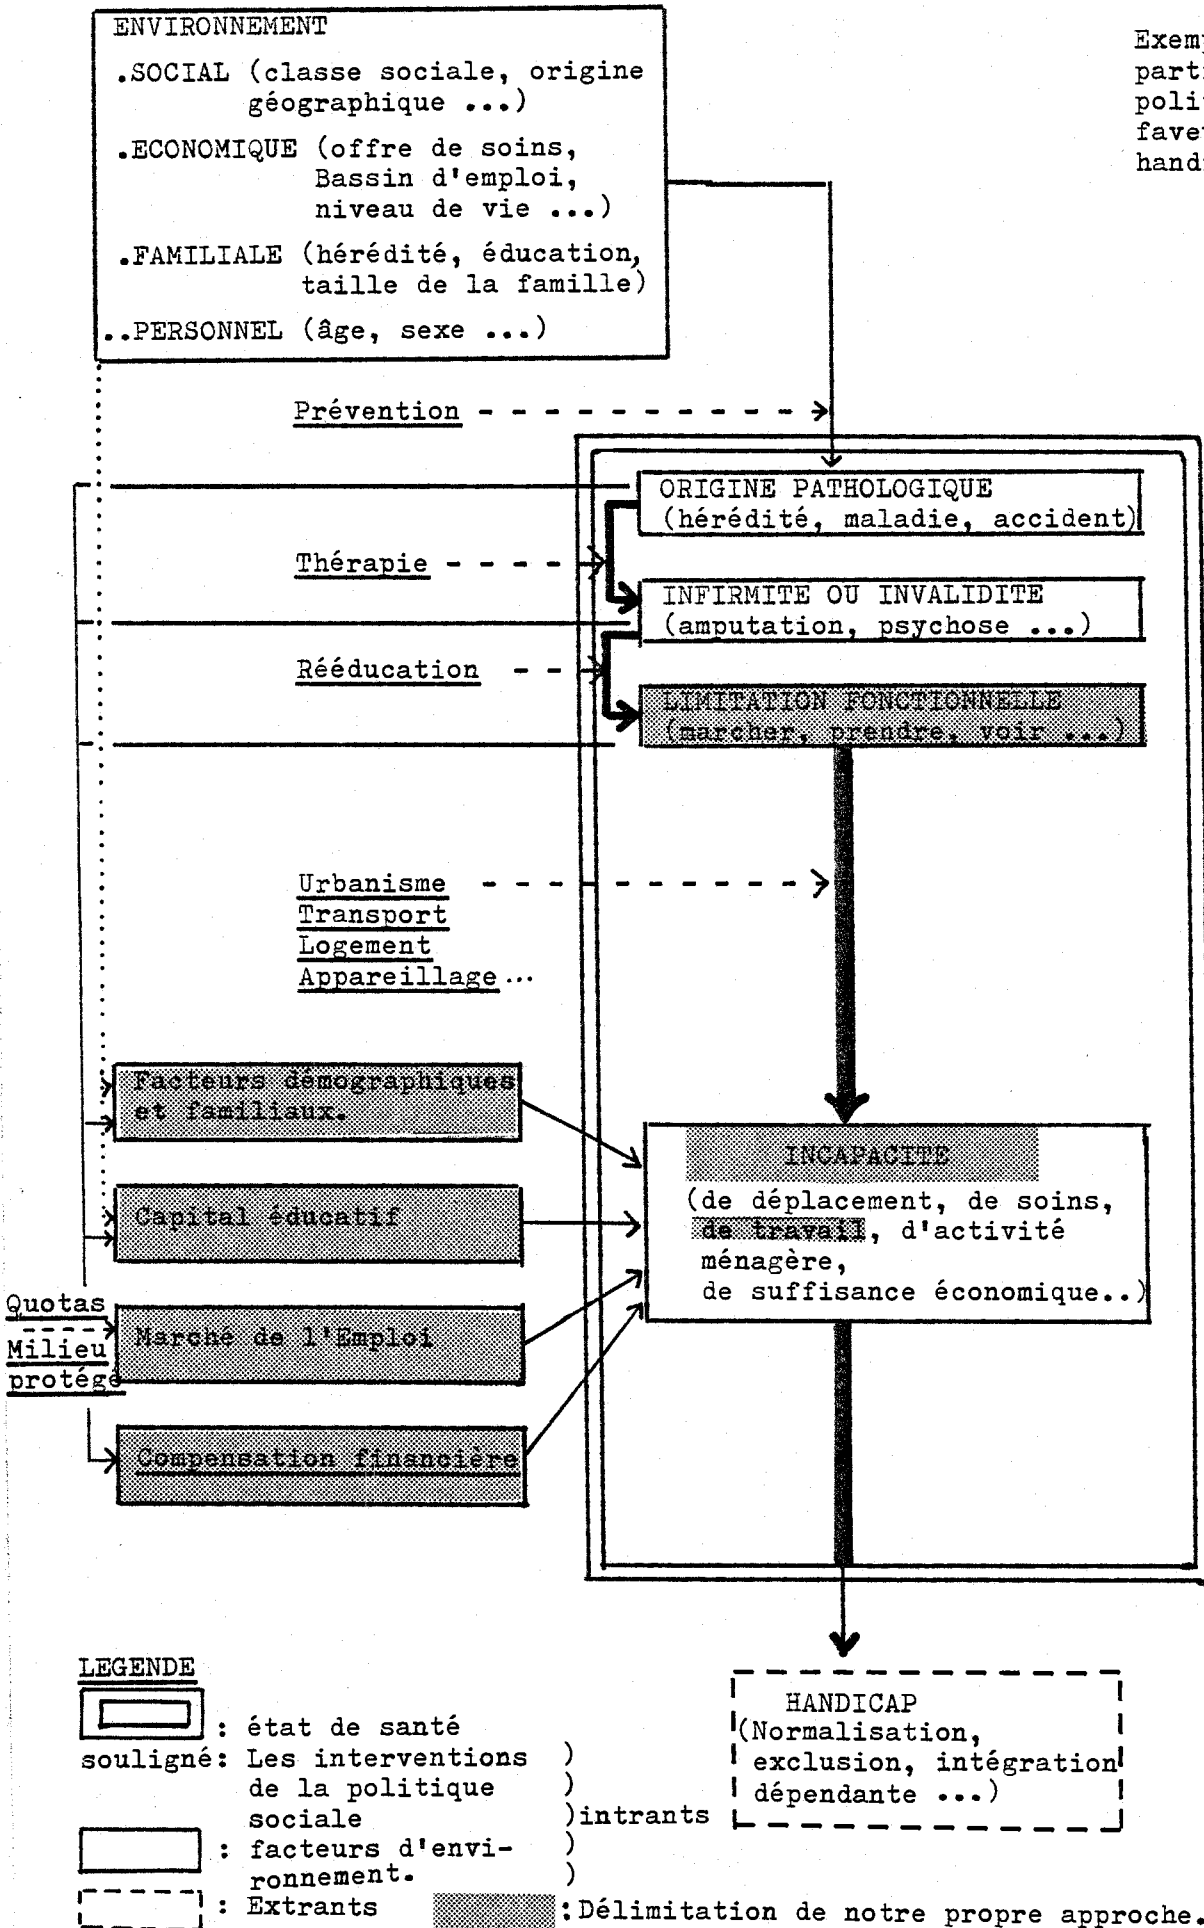 ENVIRONNEMENT
.SOCIAL (classe sociale, origine
géographique ...)
.ECONOMIQUE (offre de soins,
Bassin d'emploi,
niveau de vie ...)
.FAMILIALE (hérédité, éducation,
taille de la famille)
..PERSONNEL (âge, sexe ...)
Prévention
ORIGINE PATHOLOGIQUE
(hérédité, maladie, accident)
Thérapie
INFIRMITE OU INVALIDITE
(amputation, psychose ...)
Rééducation
LIMITATION FONCTIONNELLE
(marcher, prendre, voir ...)
Urbanisme
Transport
Logement
Appareillage ...
Facteurs démographiques
et familiaux.
INCAPACITE
(de déplacement, de soins,
de travail, d'activité
ménagère,
de suffisance économique..)
Capital éducatif
Quotas
Milieu
protégé
Marché de l'Emploi
Compensation financière
HANDICAP
(Normalisation,
exclusion, intégration
dépendante ...)
LEGENDE
: état de santé
souligné: Les interventions )
de la politique )
sociale )intrants
: facteurs d'envi- )
ronnement. )
: Extrants
:Délimitation de notre propre approche.